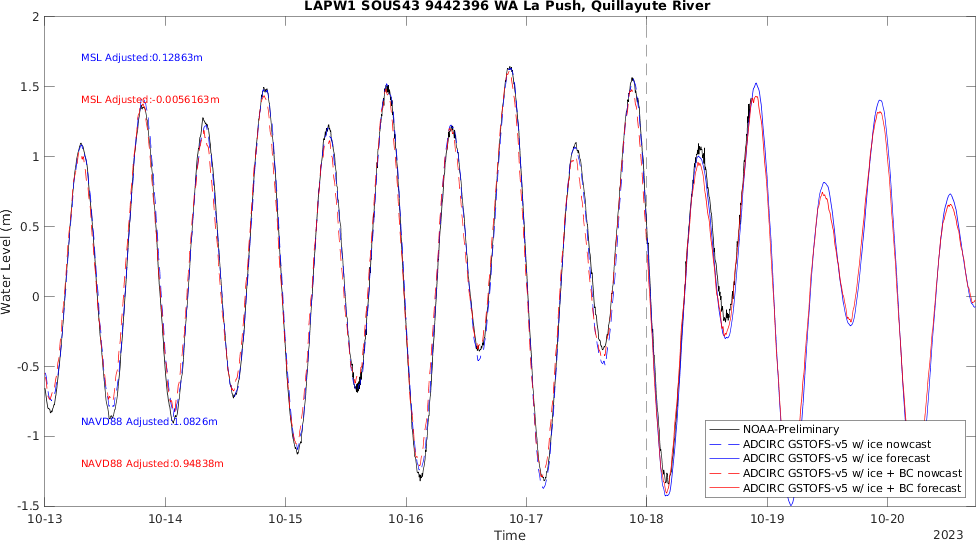 LAPW1 SOUS43 9442396 WA La Push, Quillayute River
2
MSL Adjusted:0.12863m
1.5
MSL Adjusted:-0.0056163m
1
0.5
Water Level (m)
0
-0.5
NAVD88 Adjusted:1.0826m
-1
NAVD88 Adjusted:0.94838m
NOAA-Preliminary
ADCIRC GSTOFS-v5 w/ ice nowcast
ADCIRC GSTOFS-v5 w/ ice forecast
ADCIRC GSTOFS-v5 w/ ice + BC nowcast
ADCIRC GSTOFS-v5 w/ ice + BC forecast
-1.5
10-13 10-14 10-15 10-16 10-17 10-18 10-19 10-20
Time
2023